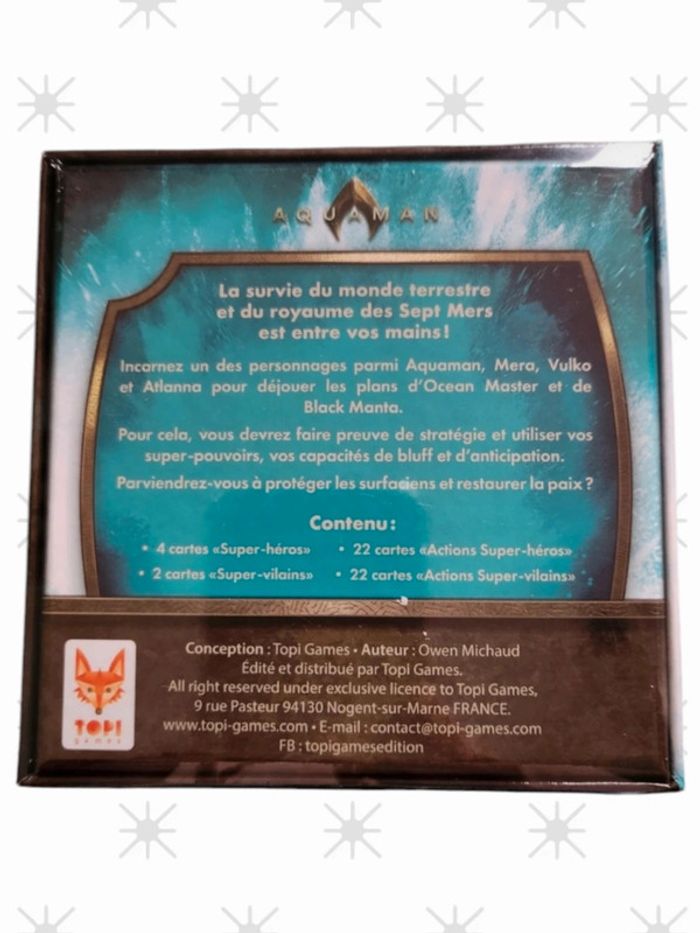 AQUAMAN
La survie du monde terrestre
et du royaume des Sept Mers
est entre vos mains !
Incarnez un des personnages parmi Aquaman, Mera, Vulko
et Atlanna pour déjouer les plans d'Ocean Master et de
Black Manta.
Pour cela, vous devrez faire preuve de stratégie et utiliser vos
super-pouvoirs, vos capacités de bluff et d'anticipation.
Parviendrez-vous à protéger les surfaciens et restaurer la paix ?
Contenu :
• 4 cartes «Super-héros» • 22 cartes «Actions Super-héros»
• 2 cartes «Super-vilains» • 22 cartes «Actions Super-vilains»
Conception : Topi Games • Auteur : Owen Michaud
Édité et distribué par Topi Games.
All right reserved under exclusive licence to Topi Games,
9 rue Pasteur 94130 Nogent-sur-Marne FRANCE.
www.topi-games.com • E-mail : contact@topi-games.com
FB : topigamesedition
TOPI
games